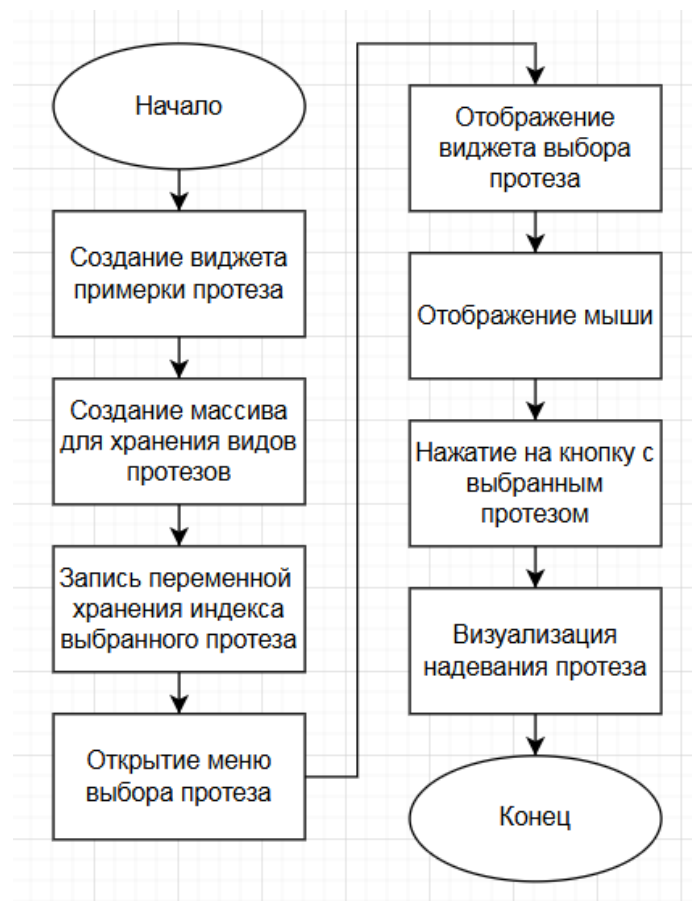 Начало
Создание виджета
примерки протеза
Создание массива
для хранения видов
протезов
Запись переменной
хранения индекса
выбранного протеза
Открытие меню
выбора протеза
Отображение
виджета выбора
протеза
Отображение мыши
Нажатие на кнопку с
выбранным
протезом
Визуализация
надевания протеза
Конец